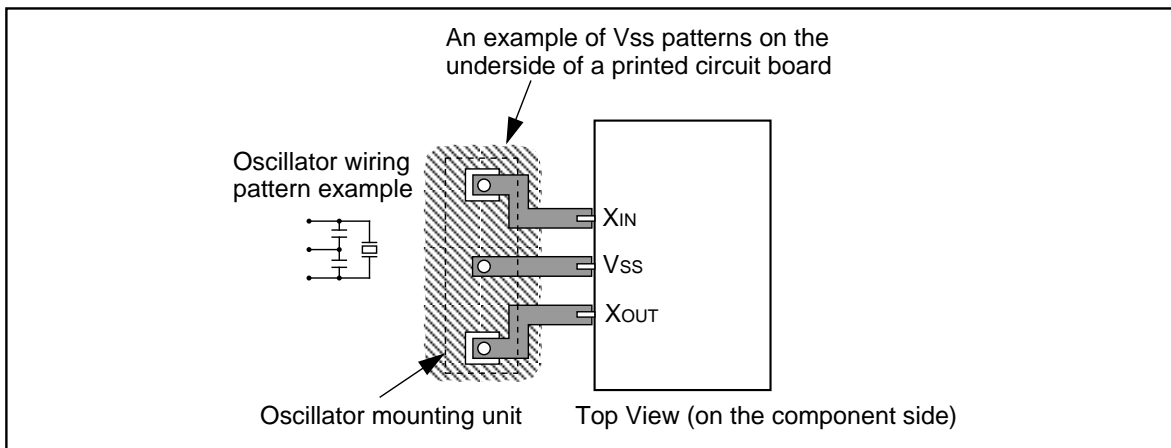 An example of Vss patterns on the
underside of a printed circuit board
Oscillator wiring
pattern example
XIN
VSS
XOUT
Oscillator mounting unit
Top View (on the component side)